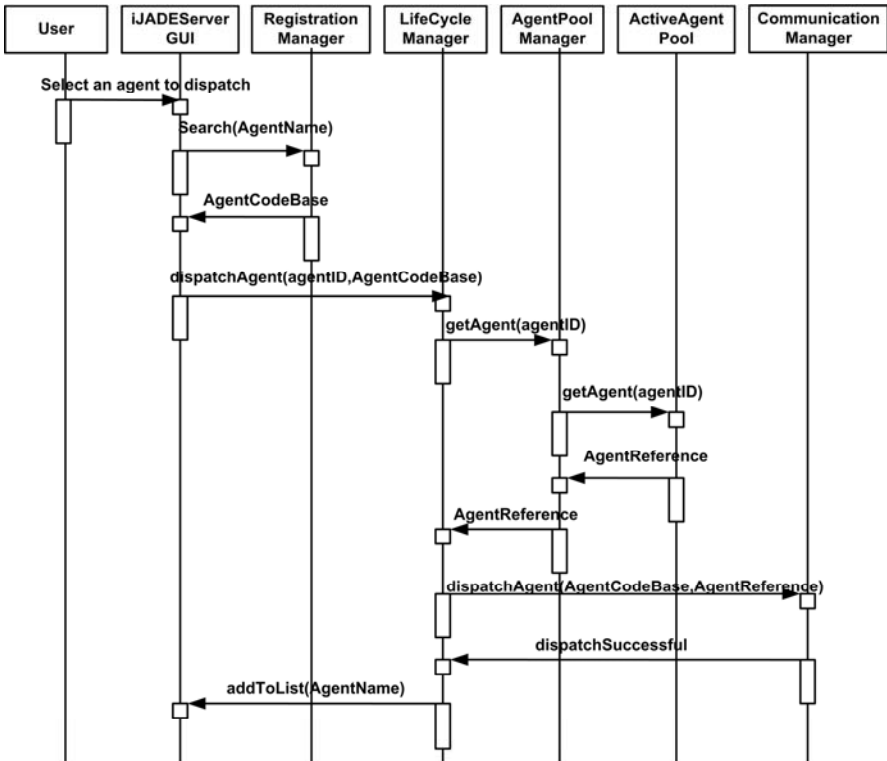 User
iJADEServer
GUI
Registration
Manager
LifeCycle
Manager
AgentPool
Manager
ActiveAgent
Pool
Communication
Manager
Select an agent to dispatch
Search(AgentName)
AgentCodeBase
dispatchAgent(agentID,AgentCodeBase)
getAgent(agentID)
getAgent(agentID)
AgentReference
AgentReference
dispatchAgent(AgentCodeBase,AgentReference)
dispatchSuccessful
addToList(AgentName)